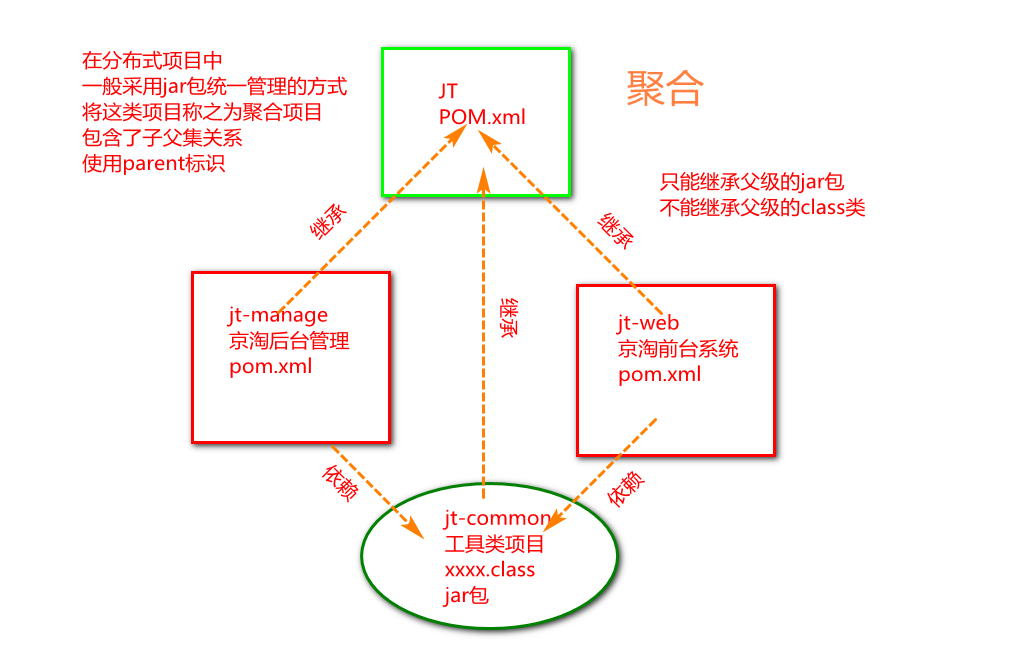 在分布式项目中
一般采用jar包统一管理的方式
将这类项目称之为聚合项目
包含了子父集关系
使用parent标识
JT
POM.xml
聚合
只能继承父级的jar包
不能继承父级的class类
继承
继承
继承
jt-manage
京淘后台管理
pom.xml
jt-web
京淘前台系统
pom.xml
依赖
依赖
jt-common
工具类项目
xxxx.class
jar包